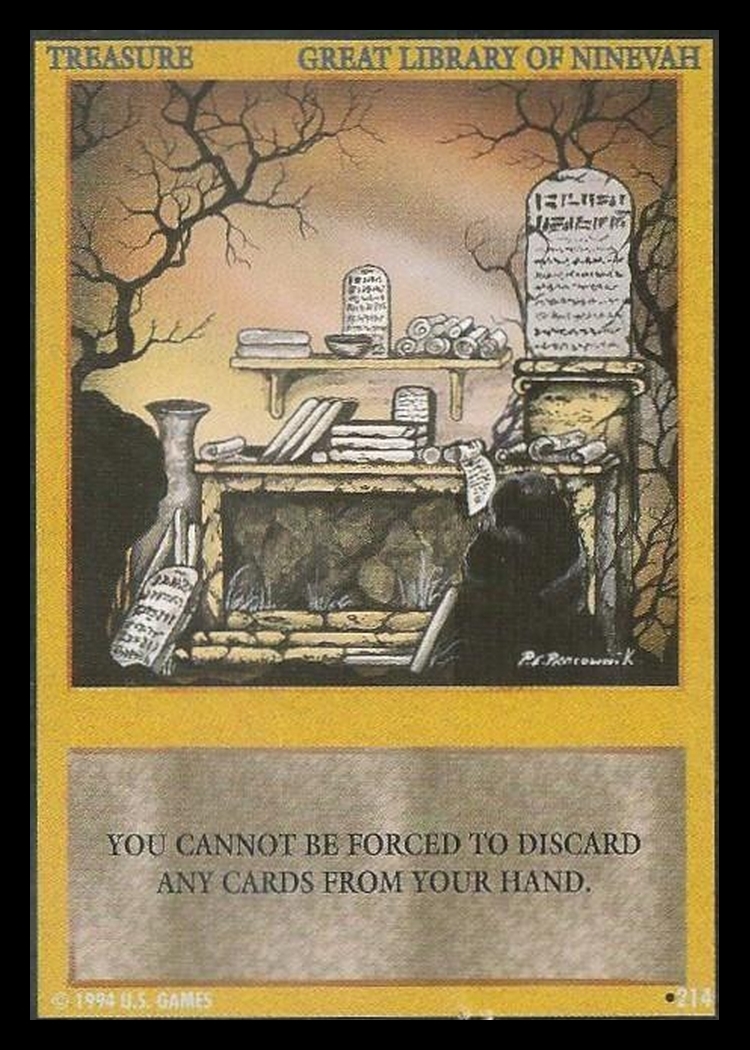 TREASURE GREAT LIBRARY OF NINEVAH
P.E. Pracownik
YOU CANNOT BE FORCED TO DISCARD
ANY CARDS FROM YOUR HAND.
© 1994 U.S. GAMES •214